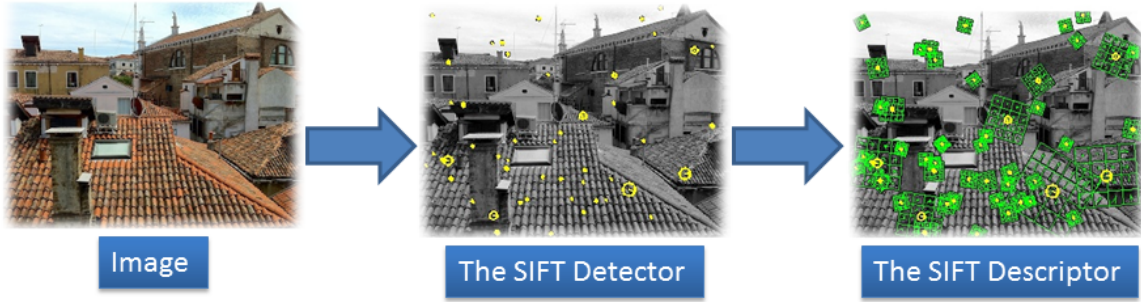 Image
The SIFT Detector
The SIFT Descriptor